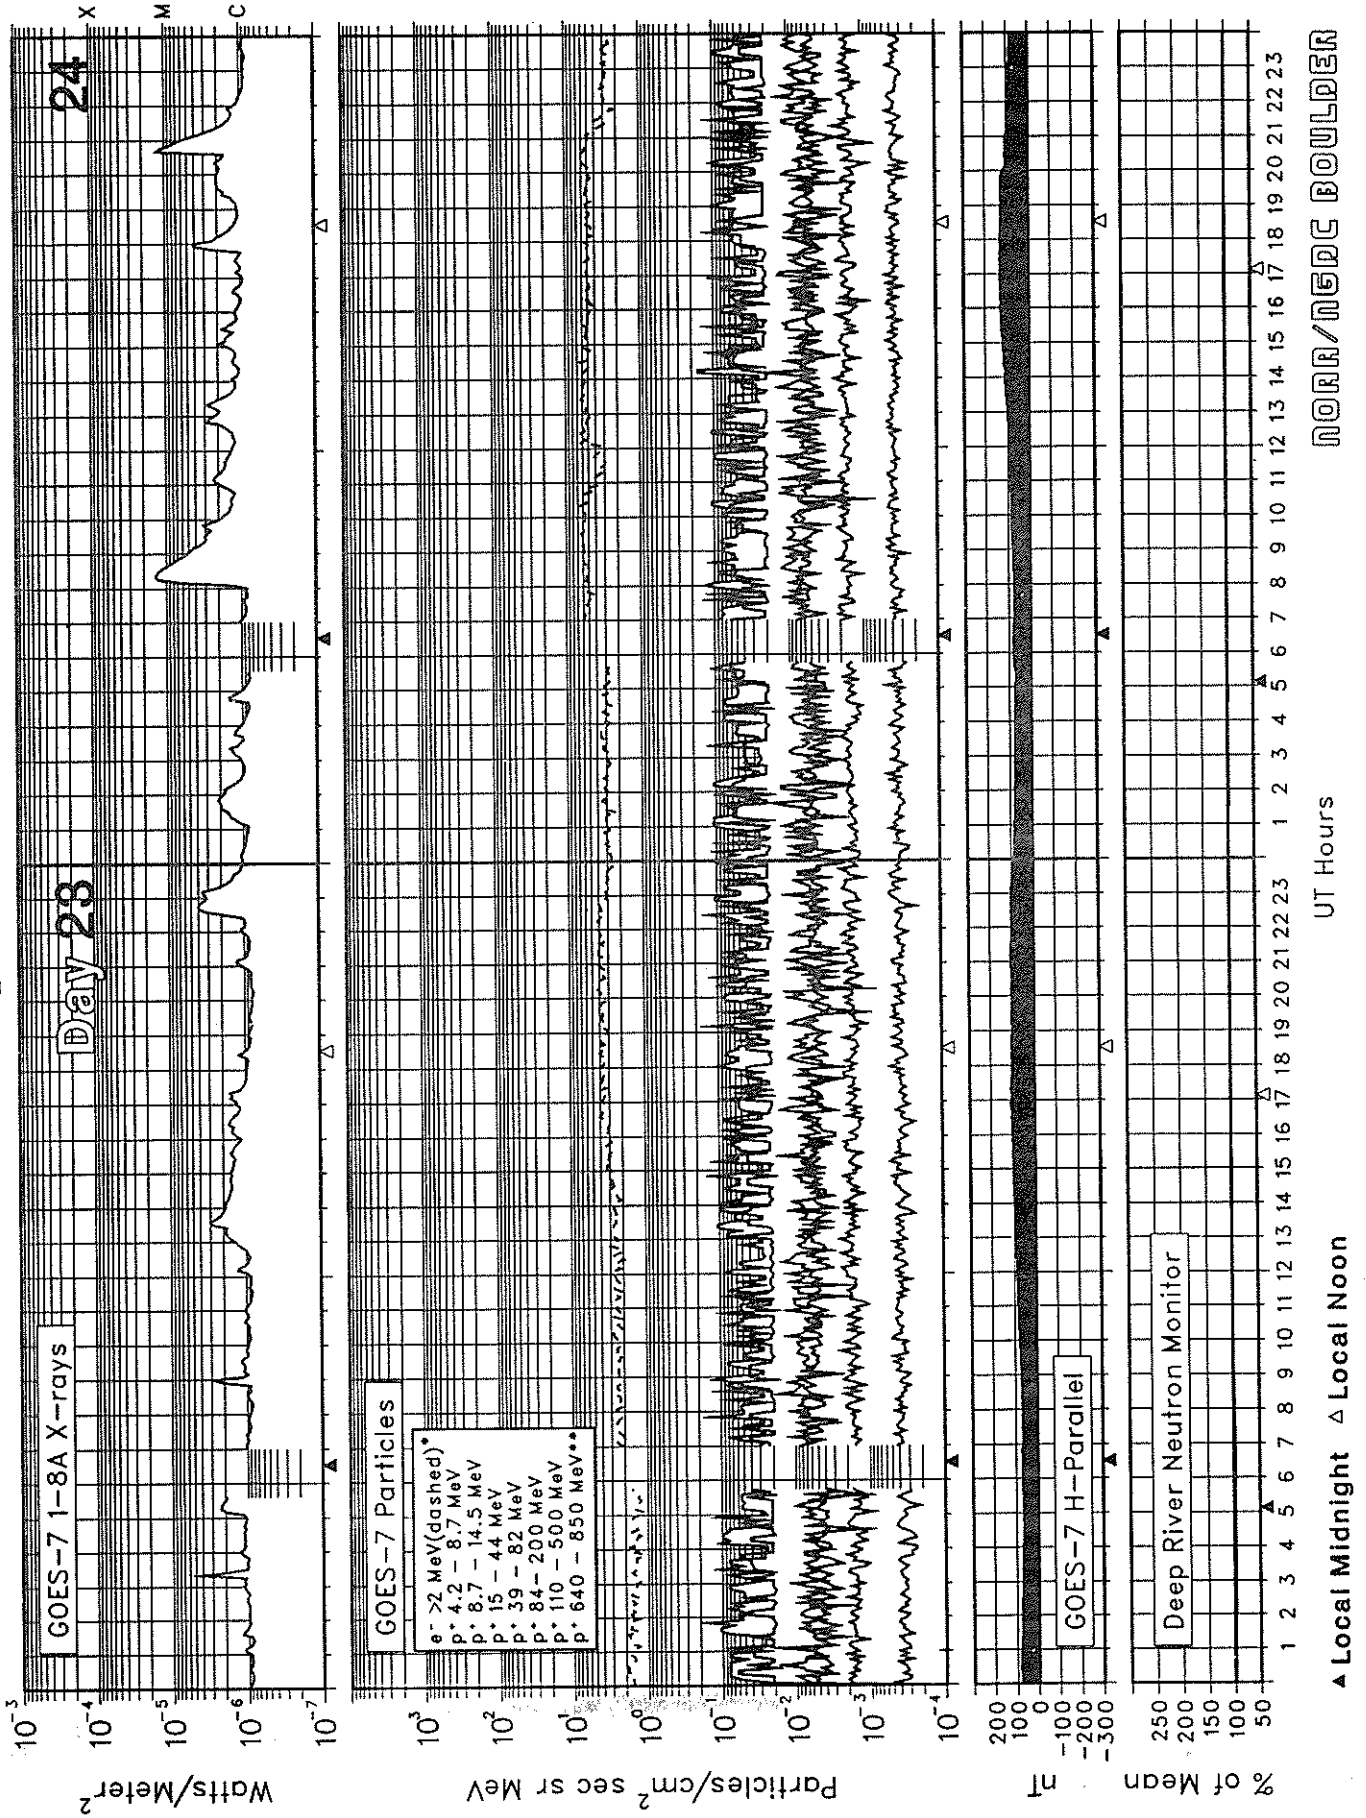 Day 23
24
X
M
C
GOES-7 1-8A X-rays
10⁻³
10⁻⁴
10⁻⁵
10⁻⁶
10⁻⁷
Watts/Meter²
GOES-7 Particles
e⁻ >2 MeV(dashed)*
p⁺ 4.2 - 8.7 MeV
p⁺ 8.7 - 14.5 MeV
p⁺ 15 - 44 MeV
p⁺ 39 - 82 MeV
p⁺ 84 - 200 MeV
p⁺ 110 - 500 MeV
p⁺ 640 - 850 MeV**
10³
10²
10¹
10⁰
10⁻¹
10⁻¹
10⁻²
10⁻³
10⁻¹
10⁻⁴
Particles/cm² sec sr MeV
GOES-7 H-Parallel
200
100
0
-100
-200
-300
nT
Deep River Neutron Monitor
250
200
150
100
50
% of Mean
1 2 3 4 5 6 7 8 9 10 11 12 13 14 15 16 17 18 19 20 21 22 23
1 2 3 4 5 6 7 8 9 10 11 12 13 14 15 16 17 18 19 20 21 22 23
UT Hours
▲ Local Midnight △ Local Noon
NOAA/NGDC BOULDER